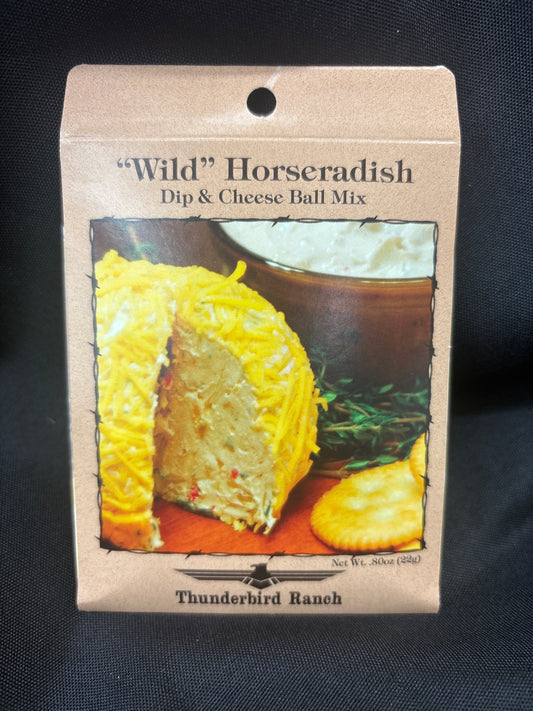 “Wild” Horseradish
Dip & Cheese Ball Mix
Net Wt. .80oz (22g)
Thunderbird Ranch